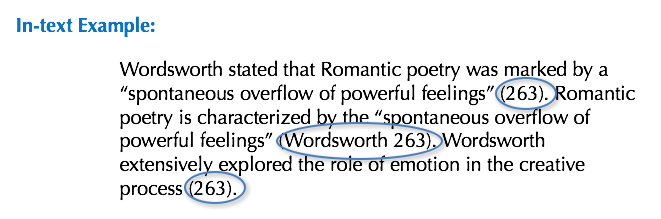 In-text Example:
Wordsworth stated that Romantic poetry was marked by a
“spontaneous overflow of powerful feelings” (263). Romantic
poetry is characterized by the “spontaneous overflow of
powerful feelings” (Wordsworth 263). Wordsworth
extensively explored the role of emotion in the creative
process (263).